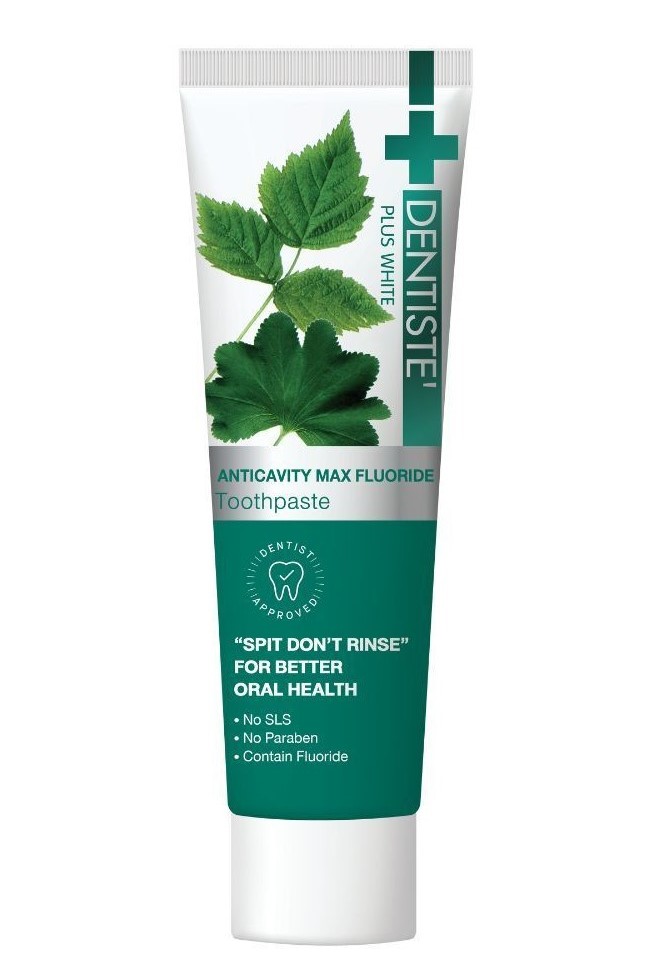 DENTISTE'
PLUS WHITE
ANTICAVITY MAX FLUORIDE
Toothpaste
DENTIST
APPROVED
“SPIT DON’T RINSE”
FOR BETTER
ORAL HEALTH
• No SLS
• No Paraben
• Contain Fluoride